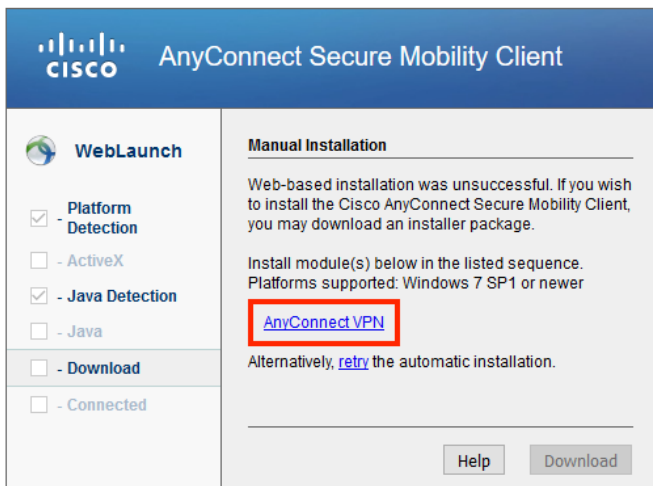 CISCO
AnyConnect Secure Mobility Client
WebLaunch
- Platform
Detection
- ActiveX
- Java Detection
- Java
- Download
- Connected
Manual Installation
Web-based installation was unsuccessful. If you wish
to install the Cisco AnyConnect Secure Mobility Client,
you may download an installer package.
Install module(s) below in the listed sequence.
Platforms supported: Windows 7 SP1 or newer
AnyConnect VPN
Alternatively, retry the automatic installation.
Help
Download